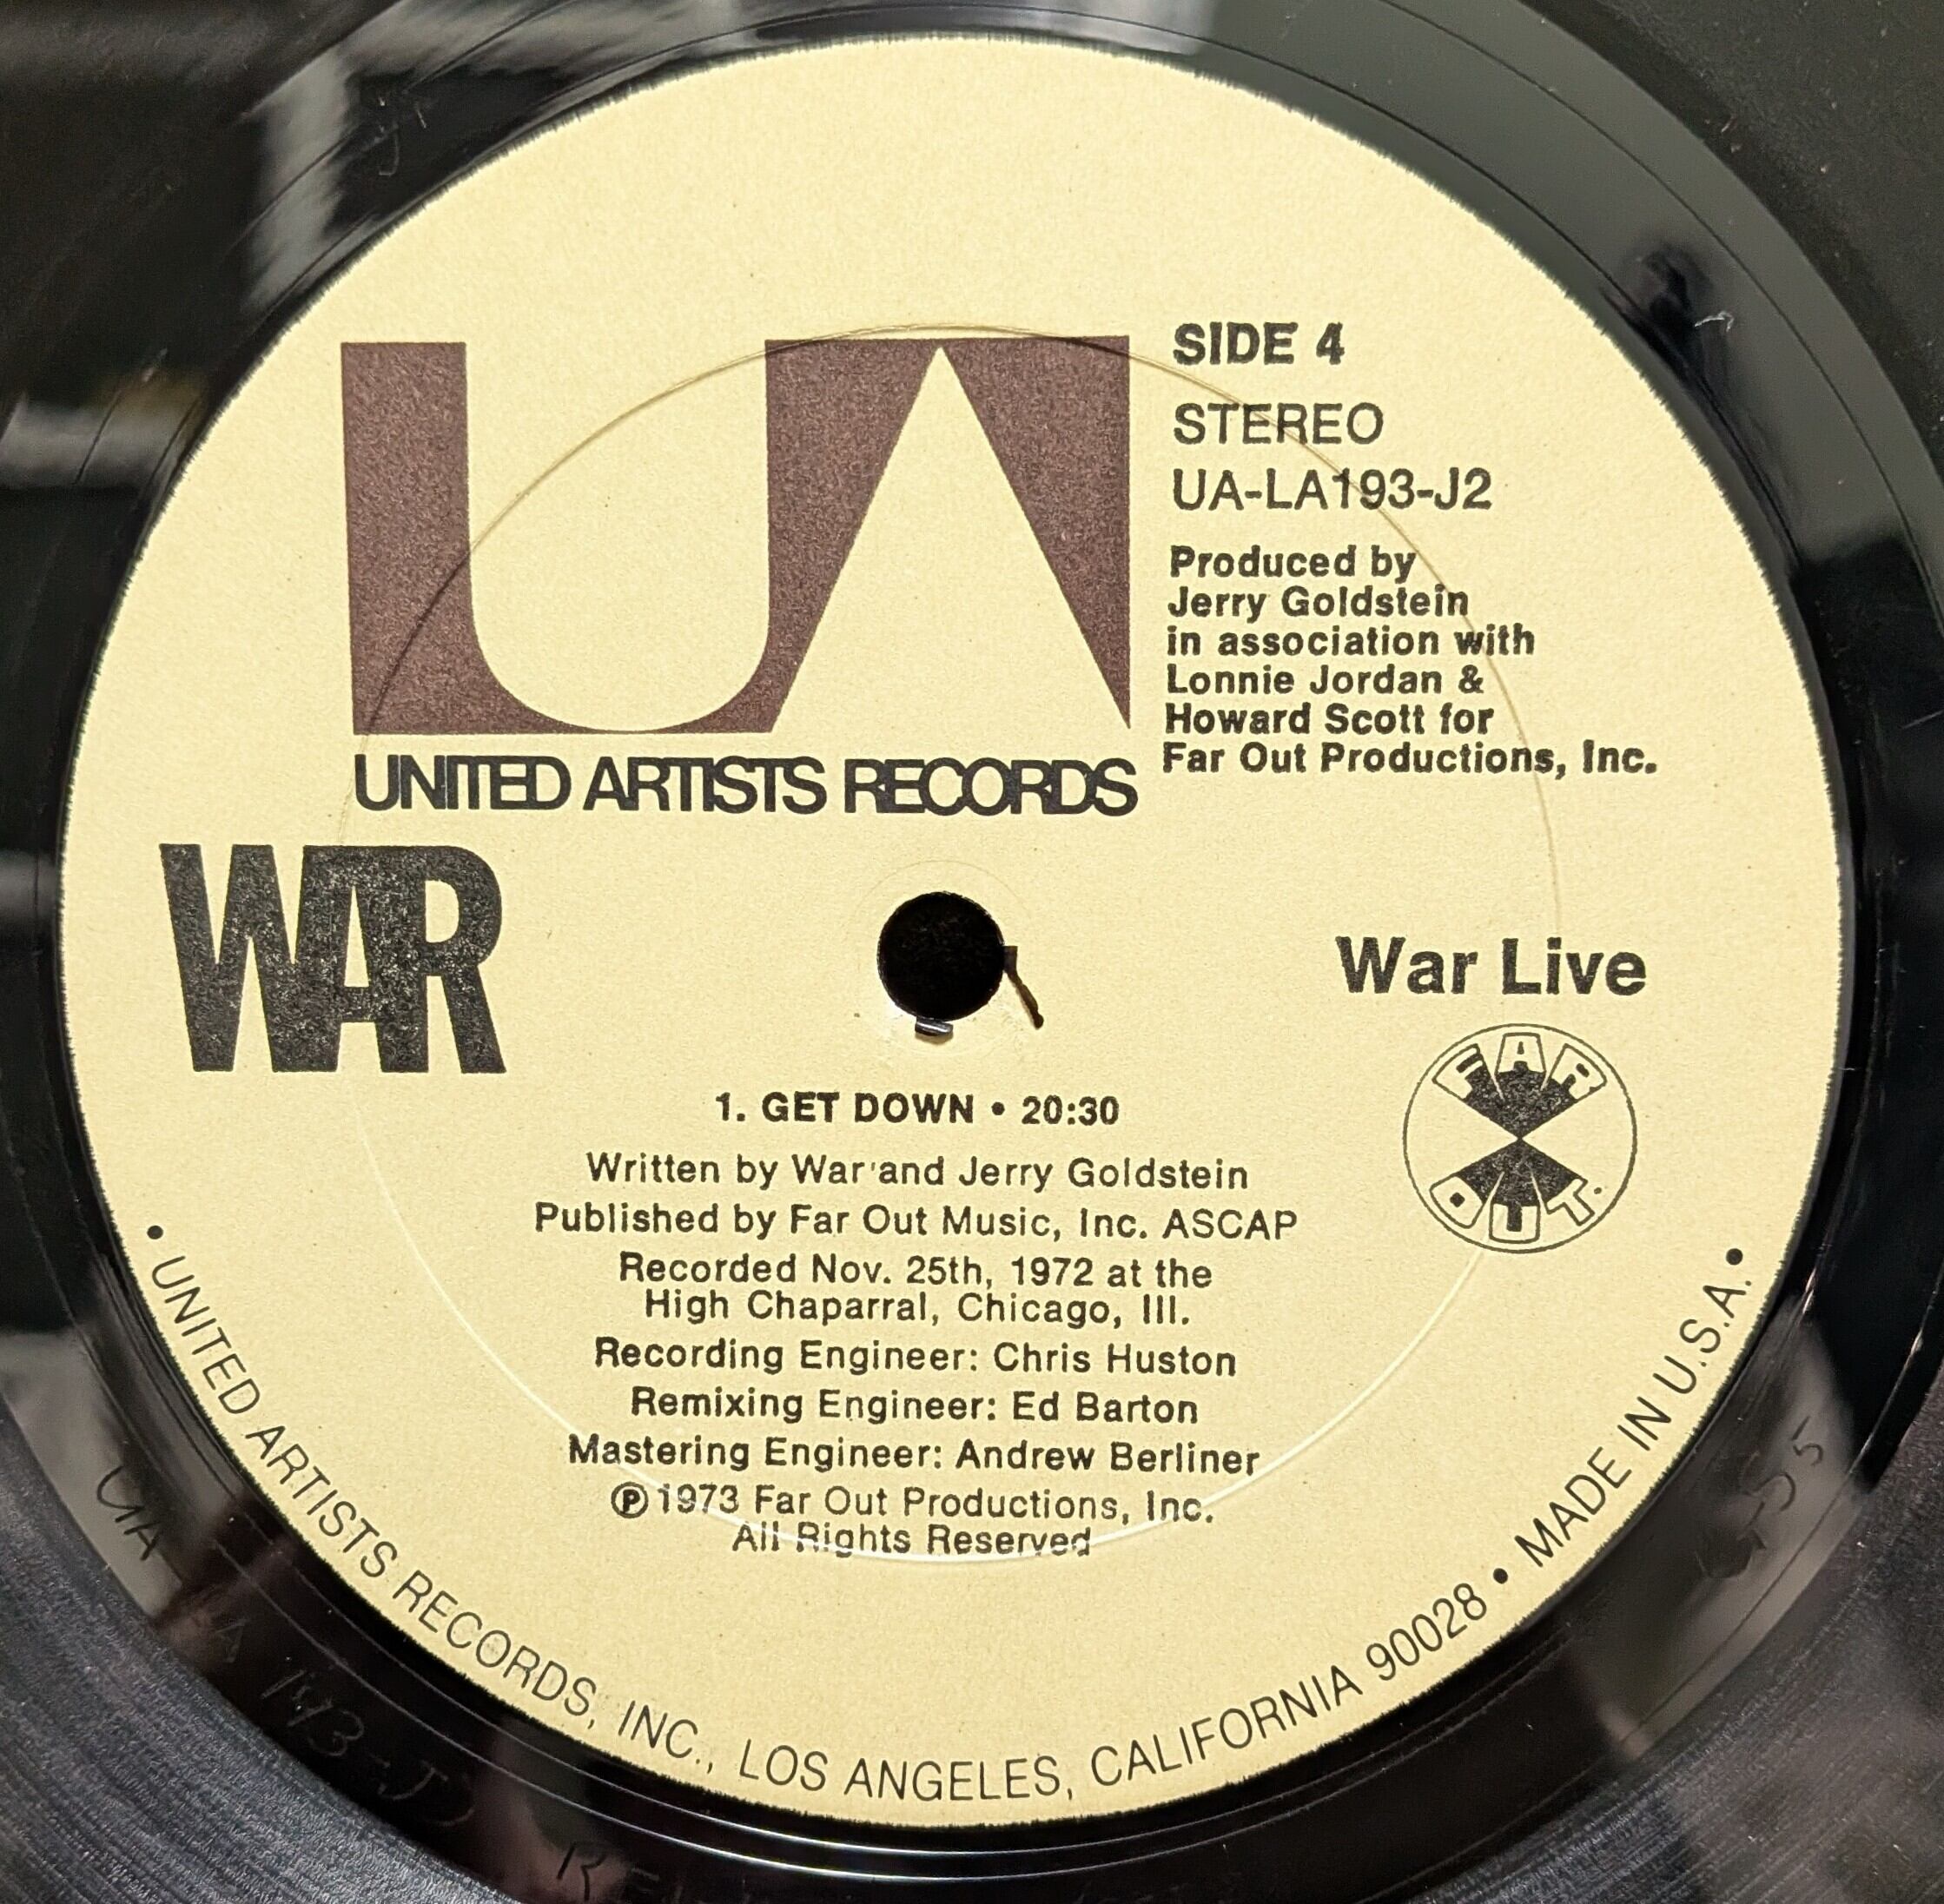 UA
UNITED ARTISTS RECORDS
SIDE 4
STEREO
UA-LA193-J2
Produced by
Jerry Goldstein
in association with
Lonnie Jordan &
Howard Scott for
Far Out Productions, Inc.
WAR
War Live
FAR
OUT.
1. GET DOWN • 20:30
Written by War and Jerry Goldstein
Published by Far Out Music, Inc. ASCAP
Recorded Nov. 25th, 1972 at the
High Chaparral, Chicago, Ill.
Recording Engineer: Chris Huston
Remixing Engineer: Ed Barton
Mastering Engineer: Andrew Berliner
℗ 1973 Far Out Productions, Inc.
All Rights Reserved
• UNITED ARTISTS RECORDS, INC., LOS ANGELES, CALIFORNIA 90028 • MADE IN U.S.A. •
UA